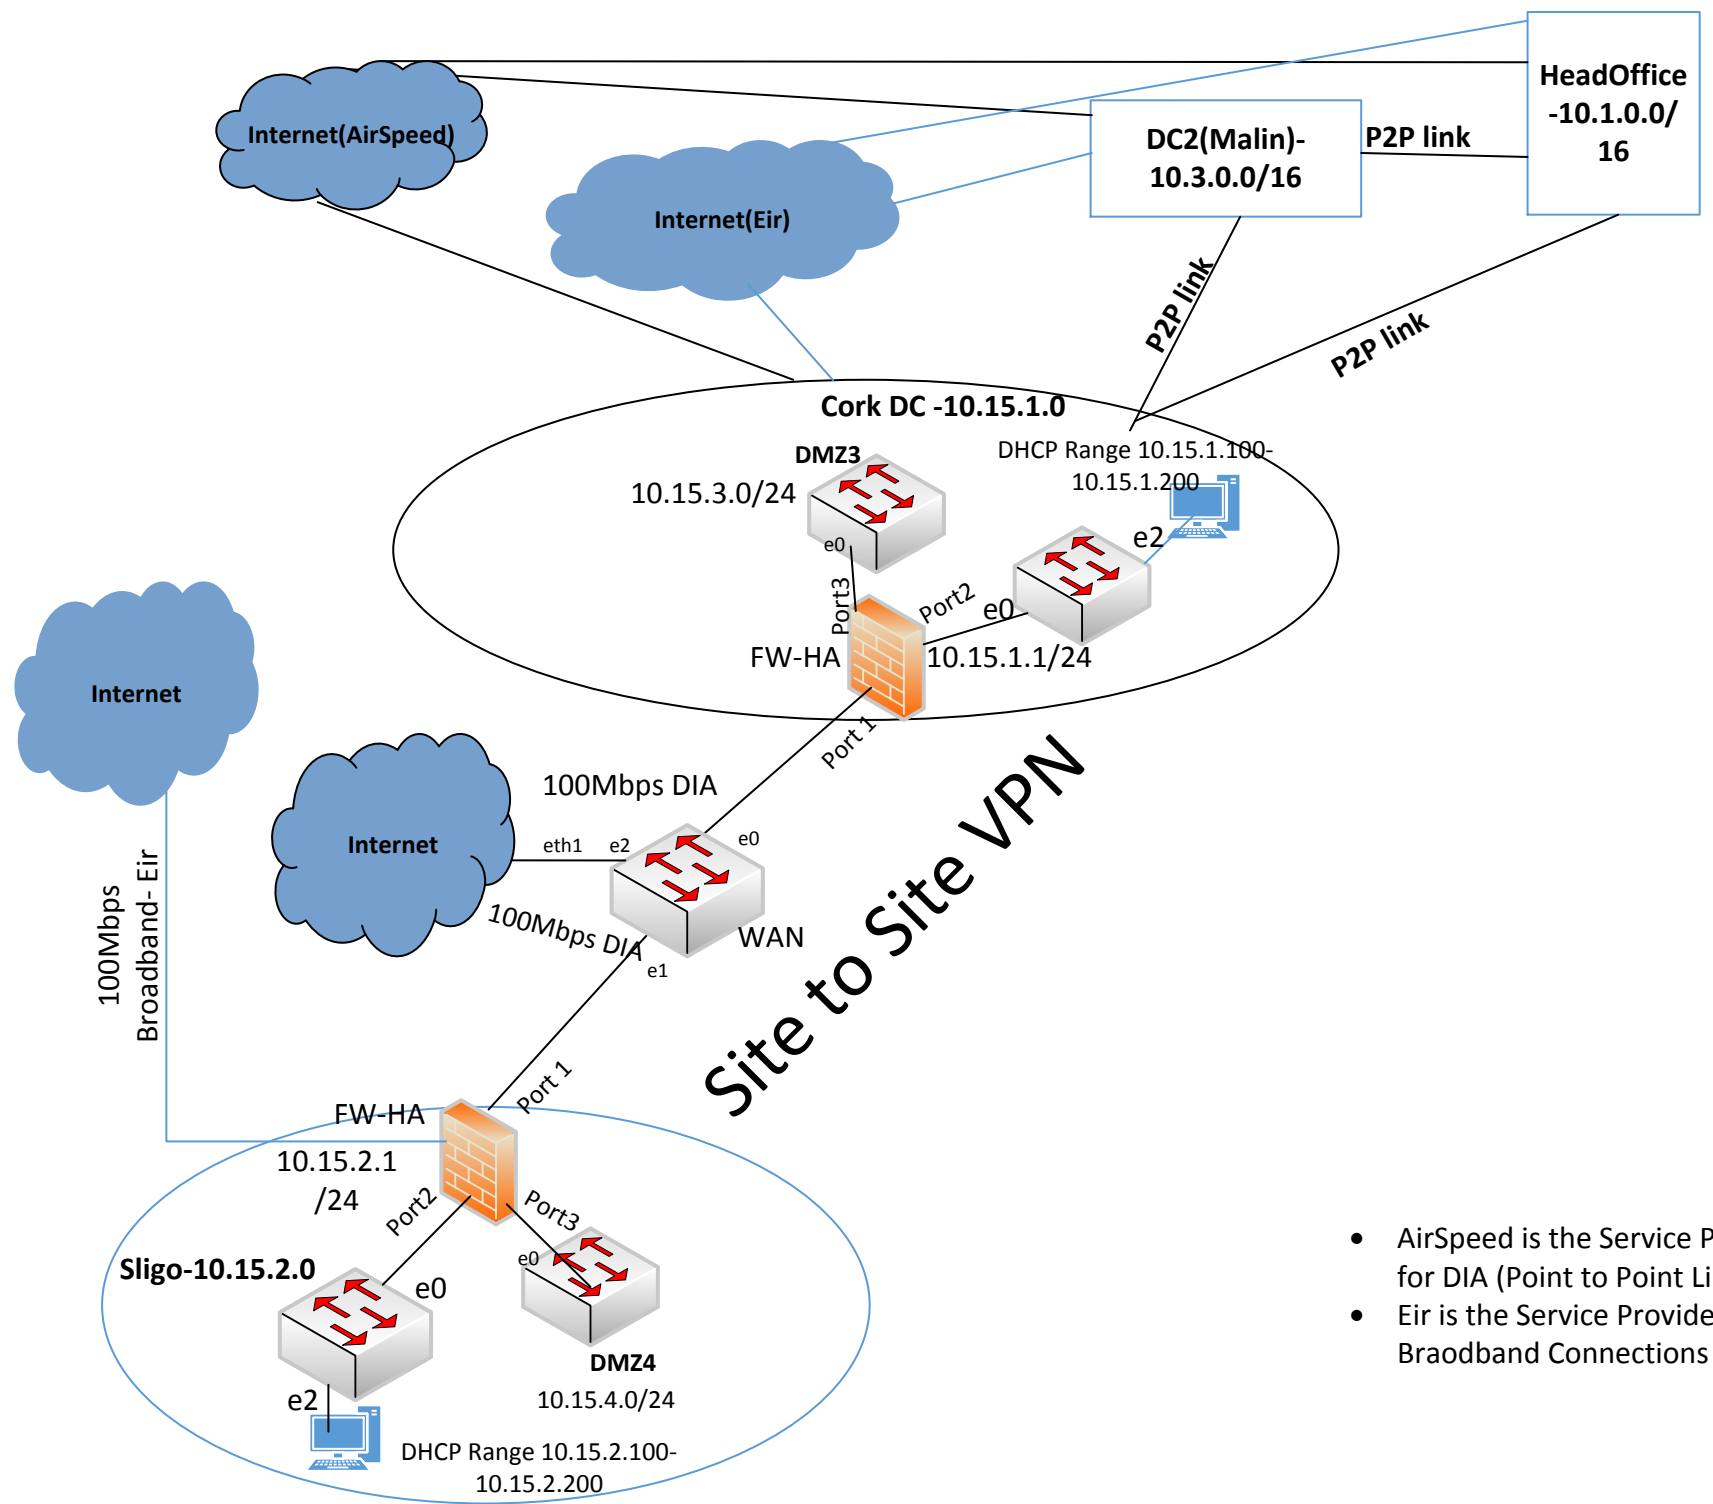 HeadOffice
-10.1.0.0/
16
Internet(AirSpeed)
DC2(Malin)-
10.3.0.0/16
P2P link
Internet(Eir)
P2P link
P2P link
Cork DC -10.15.1.0
DMZ3
10.15.3.0/24
DHCP Range 10.15.1.100-
10.15.1.200
e0
e2
Port3
Port2
e0
FW-HA
10.15.1.1/24
Internet
Port 1
100Mbps DIA
Internet
eth1
e2
e0
100Mbps DIA
WAN
e1
100Mbps
Broadband- Eir
Site to Site VPN
Port 1
FW-HA
10.15.2.1
/24
Port2
Port3
e0
Sligo-10.15.2.0
e0
DMZ4
10.15.4.0/24
e2
DHCP Range 10.15.2.100-
10.15.2.200
• AirSpeed is the Service P
for DIA (Point to Point Li
• Eir is the Service Provide
Braodband Connections